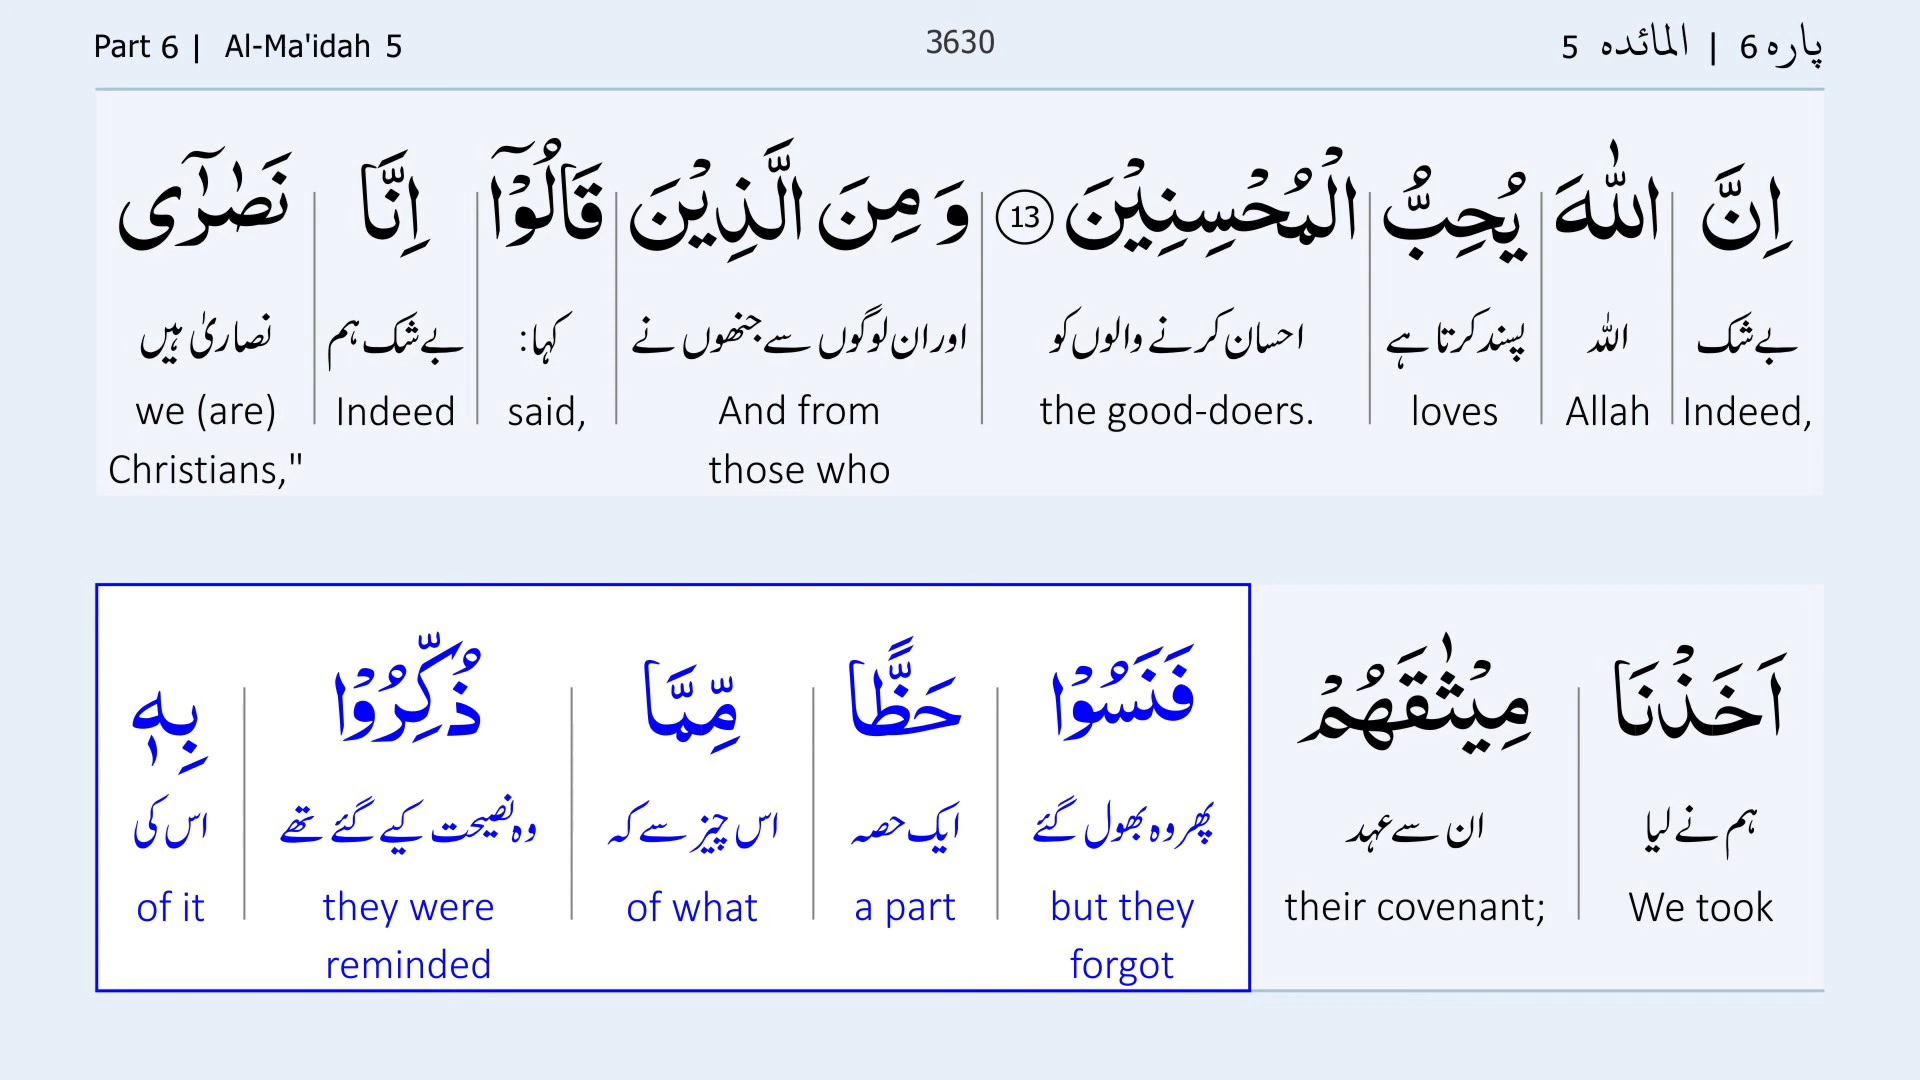 Part 6 | Al-Ma'idah 5
3630
پارہ 6 | المائدہ 5
اِنَّ اللّٰهَ يُحِبُّ الْمُحْسِنِيْنَ 13 وَ مِنَ الَّذِيْنَ قَالُوْٓا اِنَّا نَصٰرٰٓى
بے شک اللہ پسند کرتا ہے احسان کرنے والوں کو اور ان لوگوں سے جنھوں نے کہا: بے شک ہم نصاریٰ ہیں
Indeed, Allah loves the good-doers. And from those who said, Indeed we (are) Christians,"
اَخَذْنَا مِيْثٰقَهُمْ فَنَسُوْا حَظًّا مِّمَّا ذُكِّرُوْا بِهٖ
ہم نے لیا ان سے عہد پھر وہ بھول گئے ایک حصہ اس چیز سے کہ وہ نصیحت کیے گئے تھے اس کی
We took their covenant; but they forgot a part of what they were reminded of it